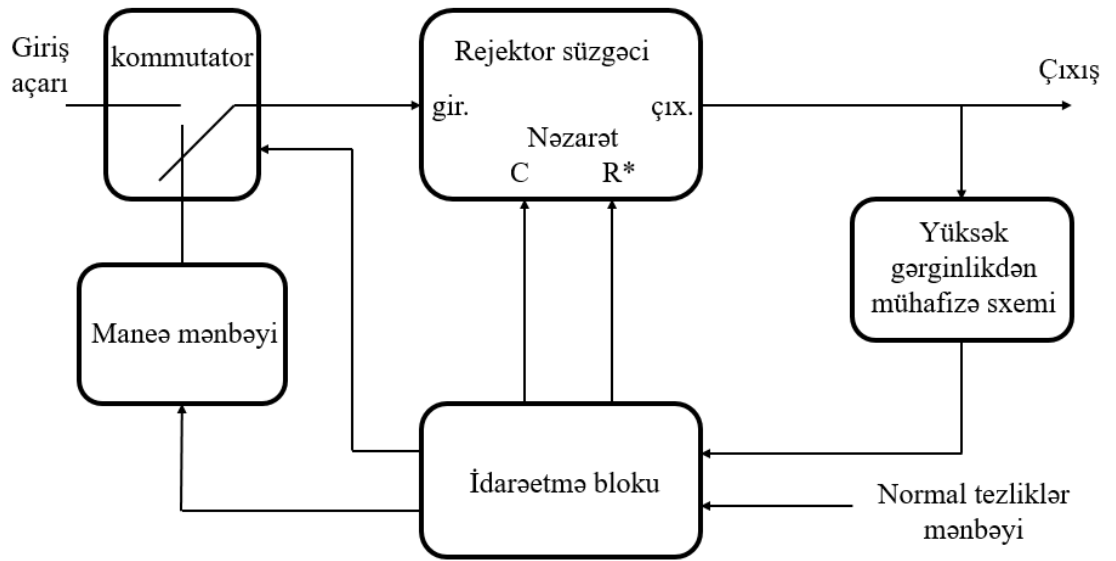 Giriş
açarı
kommutator
Rejektor süzgəci
gir.
çıx.
Nəzarət
C
R*
Çıxış
Yüksək
gərginlikdən
mühafizə sxemi
Maneə mənbəyi
İdarəetmə bloku
Normal tezliklər
mənbəyi